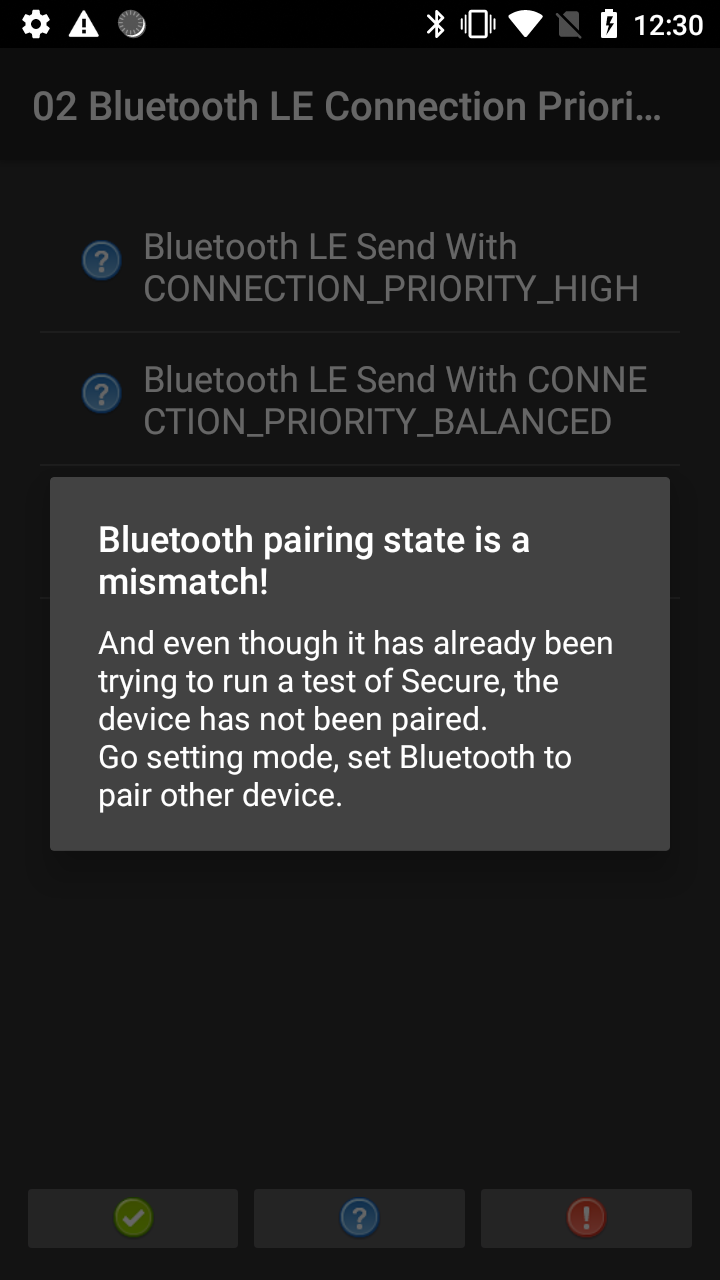 12:30
02 Bluetooth LE Connection Priori…
Bluetooth LE Send With
CONNECTION_PRIORITY_HIGH
Bluetooth LE Send With CONNE
CTION_PRIORITY_BALANCED
Bluetooth pairing state is a
mismatch!
And even though it has already been
trying to run a test of Secure, the
device has not been paired.
Go setting mode, set Bluetooth to
pair other device.